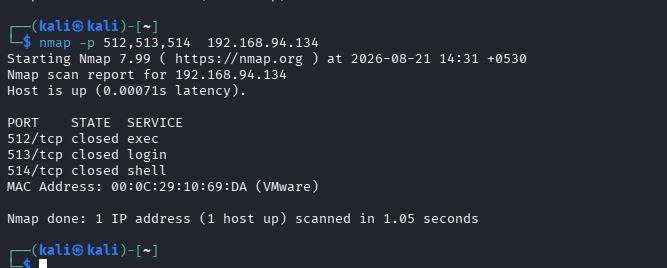 ┌──(kali㉿kali)-[~]
└─$ nmap -p 512,513,514  192.168.94.134
Starting Nmap 7.99 ( https://nmap.org ) at 2026-08-21 14:31 +0530
Nmap scan report for 192.168.94.134
Host is up (0.00071s latency).
PORT    STATE  SERVICE
512/tcp closed exec
513/tcp closed login
514/tcp closed shell
MAC Address: 00:0C:29:10:69:DA (VMware)
Nmap done: 1 IP address (1 host up) scanned in 1.05 seconds
┌──(kali㉿kali)-[~]
└─$